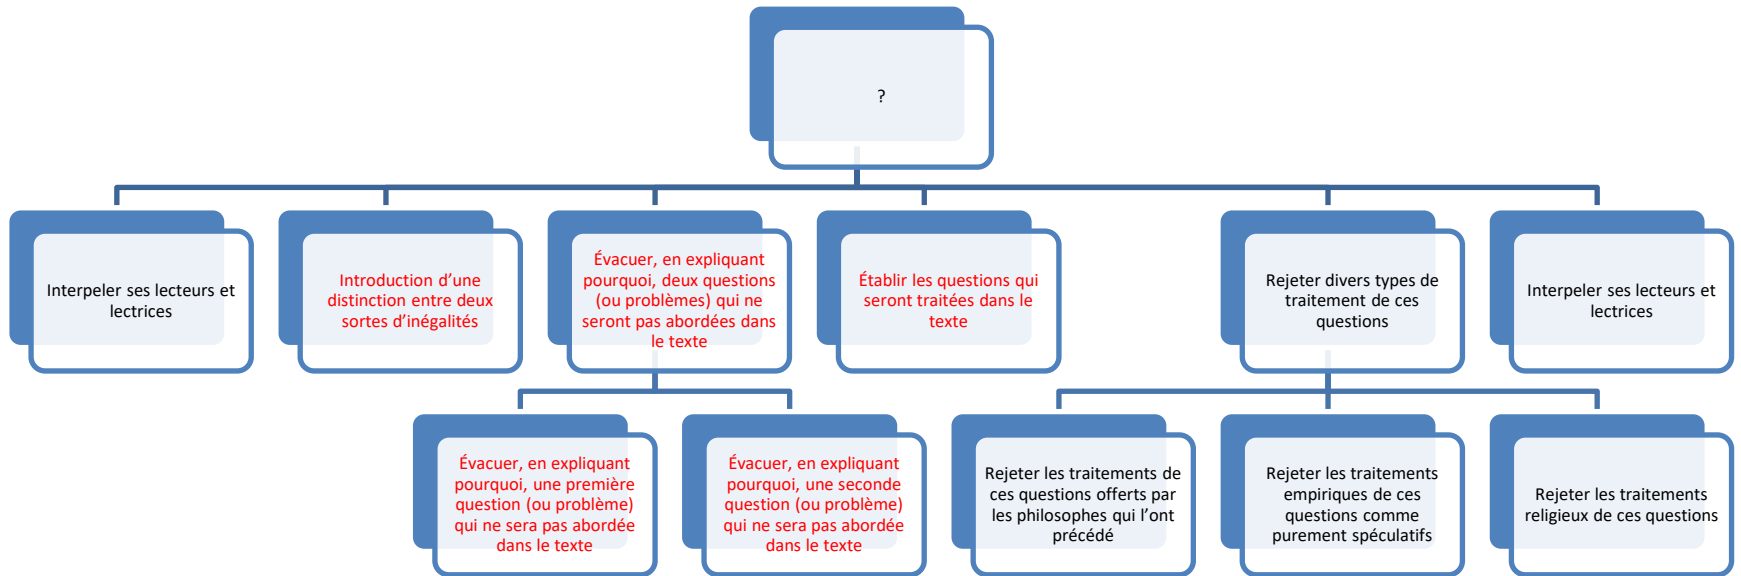 ?
Interpeler ses lecteurs et
lectrices
Introduction d’une
distinction entre deux
sortes d’inégalités
Évacuer, en expliquant
pourquoi, deux questions
(ou problèmes) qui ne
seront pas abordées dans
le texte
Établir les questions qui
seront traitées dans le
texte
Rejeter divers types de
traitement de ces
questions
Interpeler ses lecteurs et
lectrices
Évacuer, en expliquant
pourquoi, une première
question (ou problème)
qui ne sera pas abordée
dans le texte
Évacuer, en expliquant
pourquoi, une seconde
question (ou problème)
qui ne sera pas abordée
dans le texte
Rejeter les traitements de
ces questions offerts par
les philosophes qui l’ont
précédé
Rejeter les traitements
empiriques de ces
questions comme
purement spéculatifs
Rejeter les traitements
religieux de ces questions